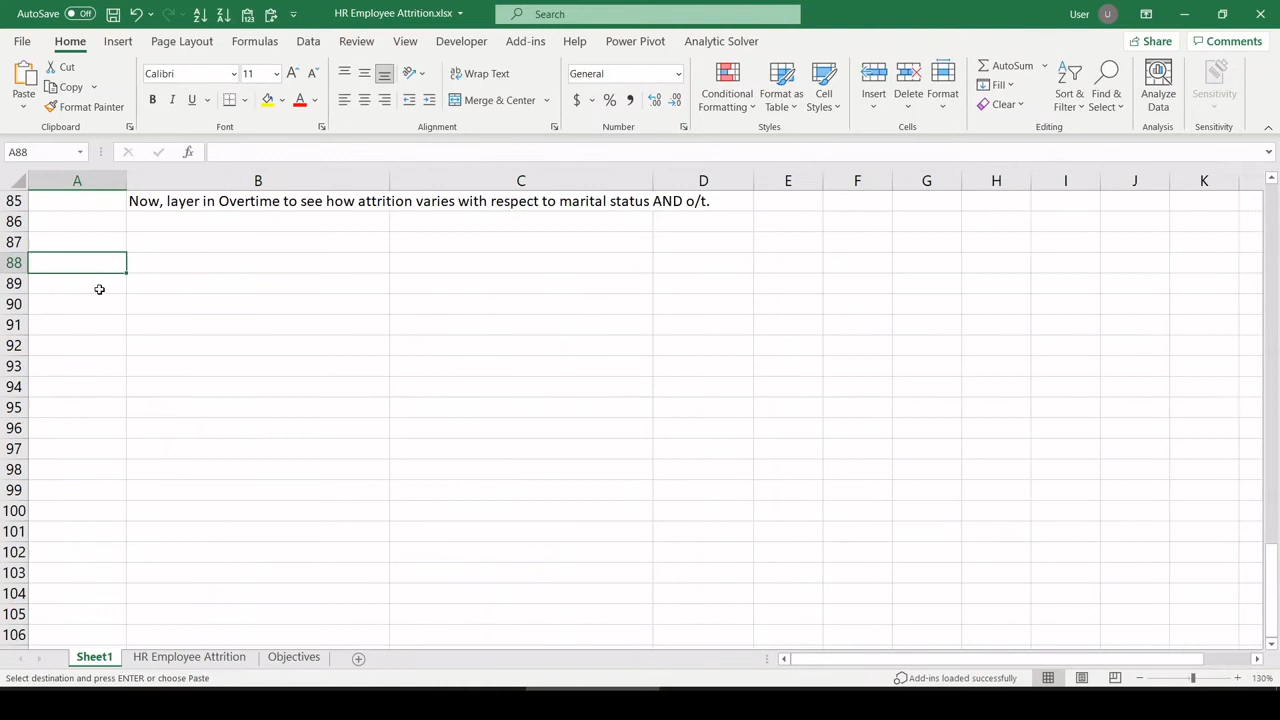 AutoSave Off HR Employee Attrition.xlsx Search User U
File Home Insert Page Layout Formulas Data Review View Developer Add-ins Help Power Pivot Analytic Solver Share Comments
Paste Cut Copy Format Painter Calibri 11 Wrap Text Merge & Center General Conditional Formatting Format as Table Cell Styles Insert Delete Format AutoSum Fill Clear Sort & Filter Find & Select Analyze Data Sensitivity
Clipboard Font Alignment Number Styles Cells Editing Analysis Sensitivity
A88 fx
A B C D E F G H I J K
85 Now, layer in Overtime to see how attrition varies with respect to marital status AND o/t.
86
87
88
89
90
91
92
93
94
95
96
97
98
99
100
101
102
103
104
105
106
Sheet1 HR Employee Attrition Objectives
Select destination and press ENTER or choose Paste Add-ins loaded successfully 130%